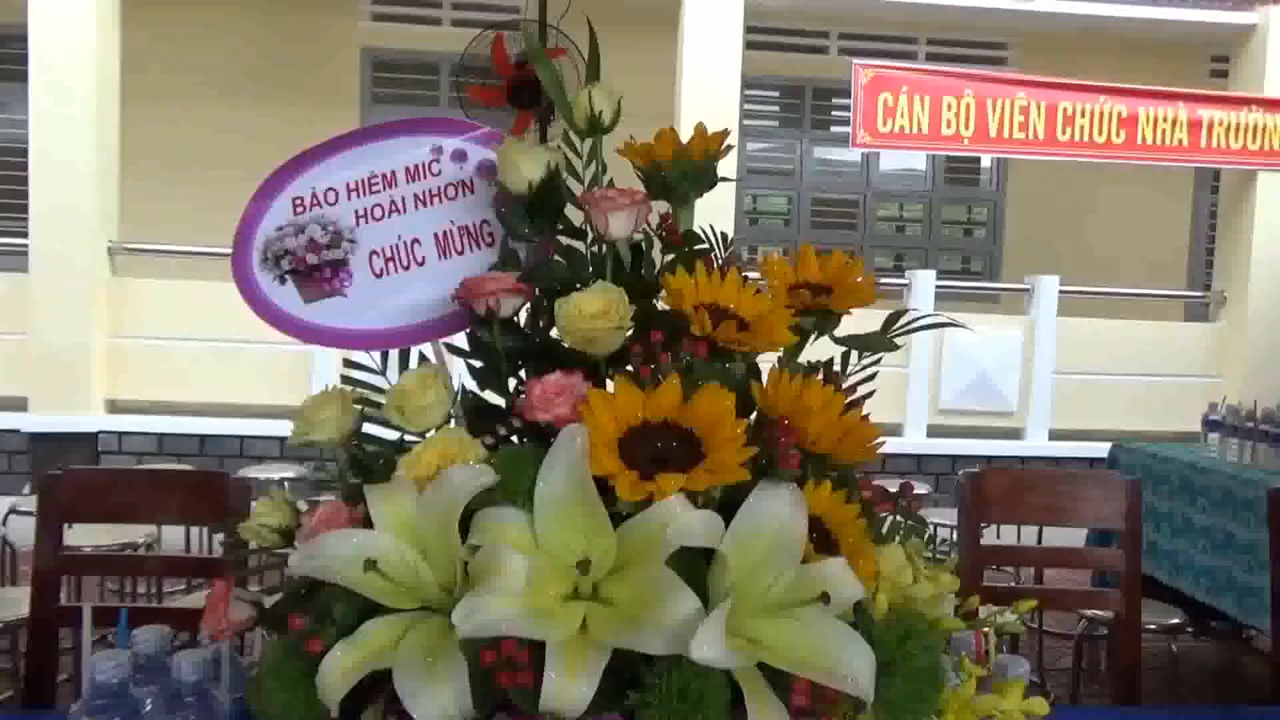 BẢO HIỂM MIC
HOÀI NHƠN
CHÚC MỪNG
CÁN BỘ VIÊN CHỨC NHÀ TRƯỜN